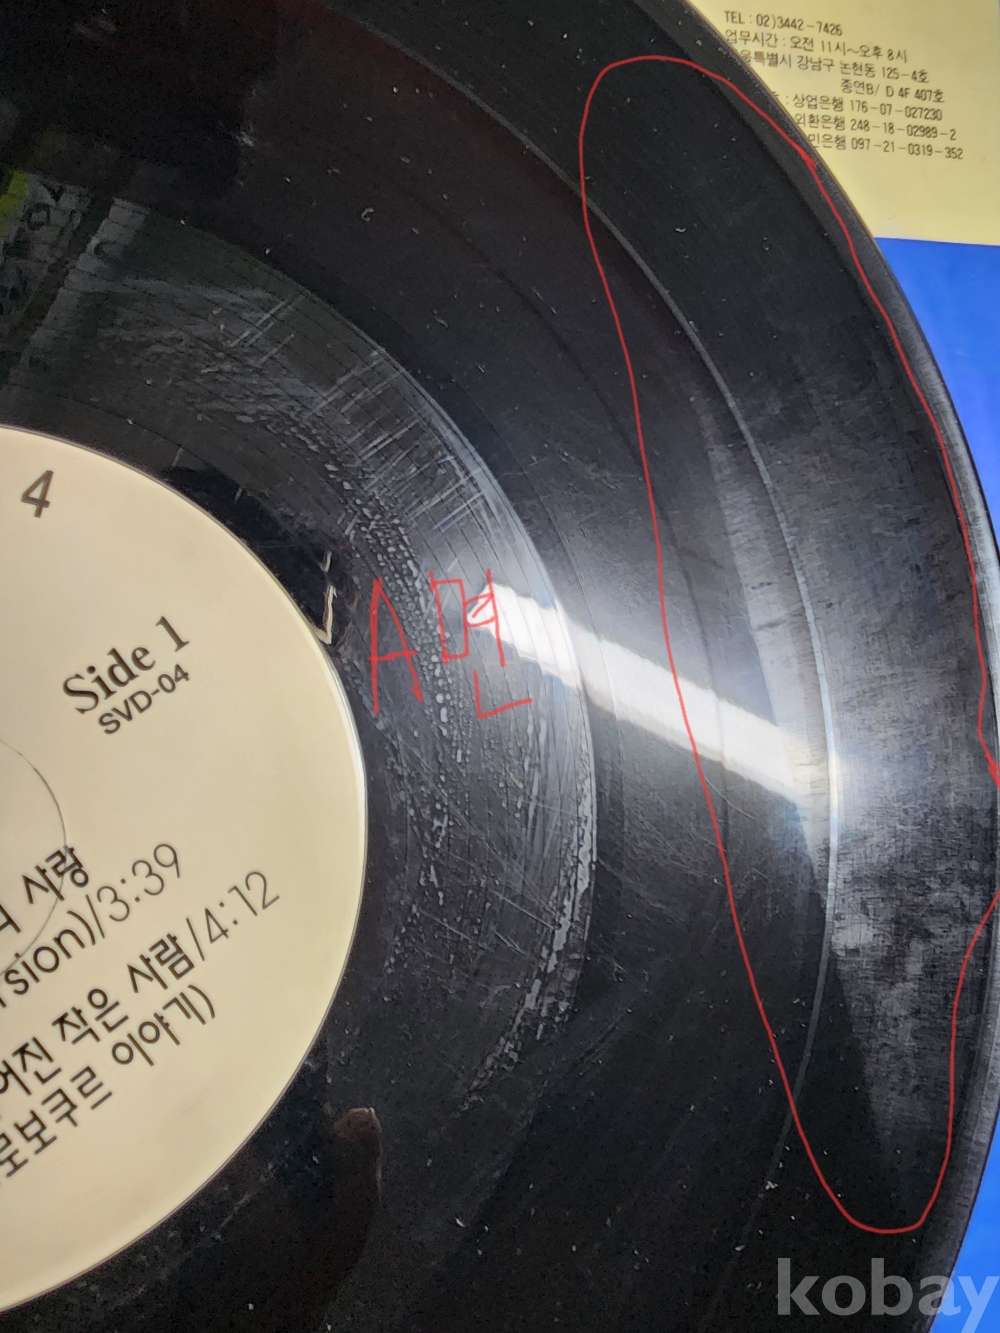 TEL : 02)3442-7426
업무시간 : 오전 11시~오후 8시
울특별시 강남구 논현동 125-4호
종연B/ D 4F 407호
: 상업은행 176-07-027230
외환은행 248-18-02989-2
민은행 097-21-0319-352
4
A면
Side 1
SVD-04
사랑
sion)/3:39
어진 작은 사람/4:12
로보쿠르 이야기)
kobay